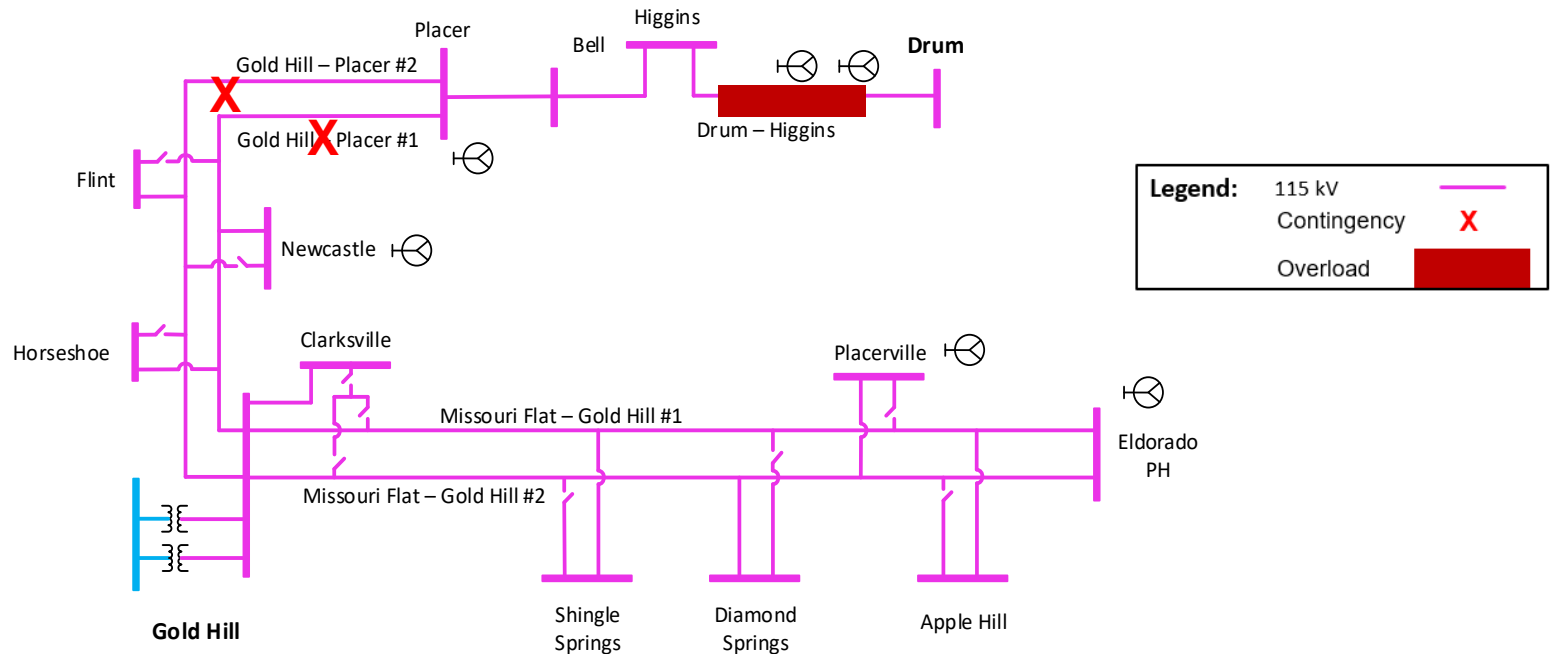 Higgins
Placer
Bell
Drum
Gold Hill – Placer #2
Drum – Higgins
Gold Hill – Placer #1
Flint
Legend:
115 kV
Contingency
X
Overload
Newcastle
Horseshoe
Clarksville
Placerville
Missouri Flat – Gold Hill #1
Eldorado
PH
Missouri Flat – Gold Hill #2
Shingle
Springs
Diamond
Springs
Apple Hill
Gold Hill
X
X